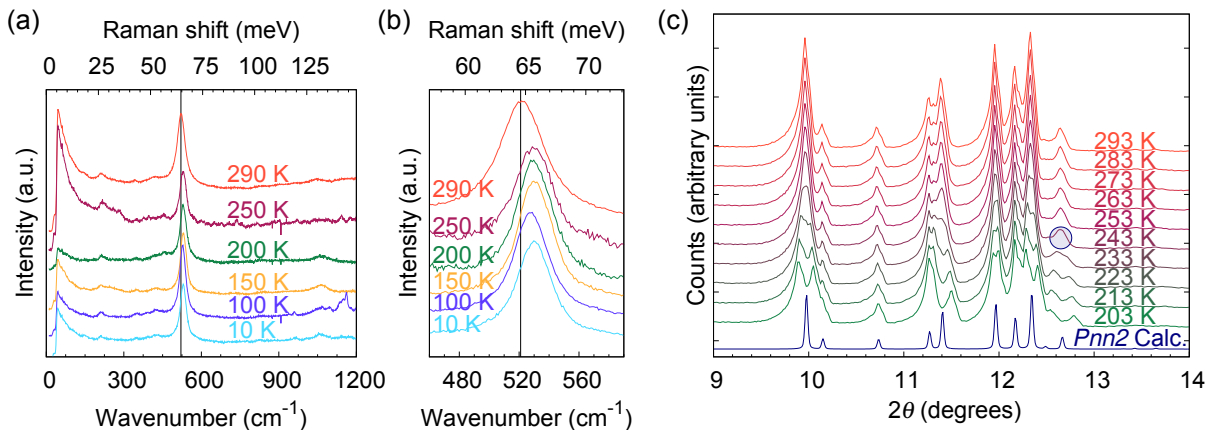 (a)
Raman shift (meV)
0 25 50 75 100 125
Intensity (a.u.)
290 K
250 K
200 K
150 K
100 K
10 K
0 300 600 900 1200
Wavenumber (cm⁻¹)
(b)
Raman shift (meV)
60 65 70
Intensity (a.u.)
290 K
250 K
200 K
150 K
100 K
10 K
480 520 560
Wavenumber (cm⁻¹)
(c)
Counts (arbitrary units)
293 K
283 K
273 K
263 K
253 K
243 K
233 K
223 K
213 K
203 K
Pnn2 Calc.
9 10 11 12 13 14
2θ (degrees)